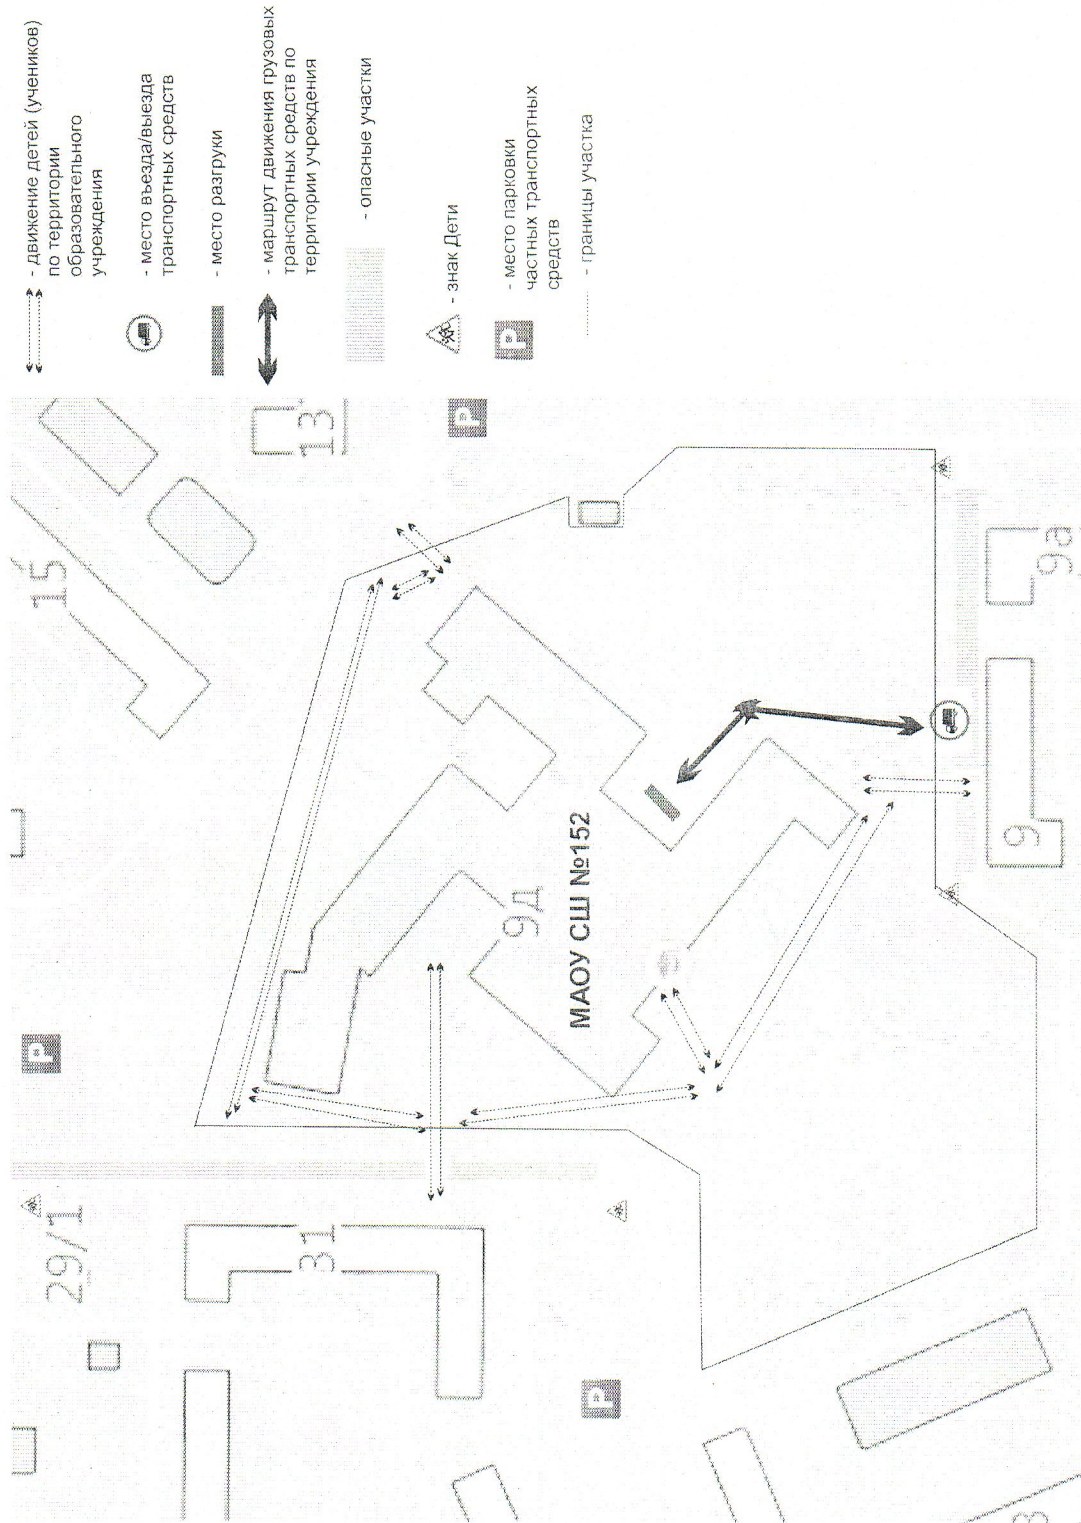 - движение детей (учеников)
по территории
образовательного
учреждения
- место въезда/выезда
транспортных средств
- место разгруки
- маршрут движения грузовых
транспортных средств по
территории учреждения
- опасные участки
- знак Дети
P
- место парковки
частных транспортных
средств
- границы участка
15
13
P
9а
9
9д
МАОУ СШ №152
P
29/1
31
P
3